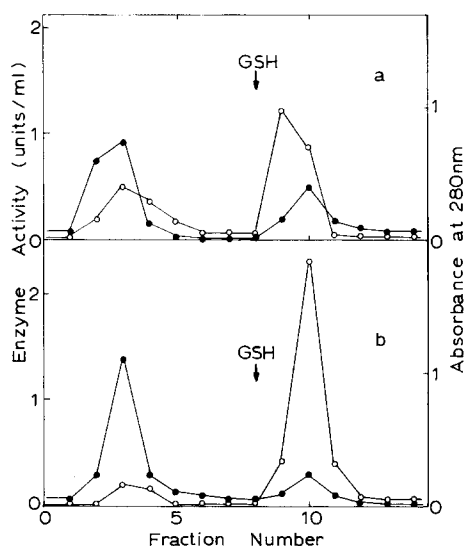 2
1
0
GSH
a
1
0
Enzyme Activity (units/ml)
Absorbance at 280nm
2
1
0
GSH
b
1
0
0 5 10
Fraction Number